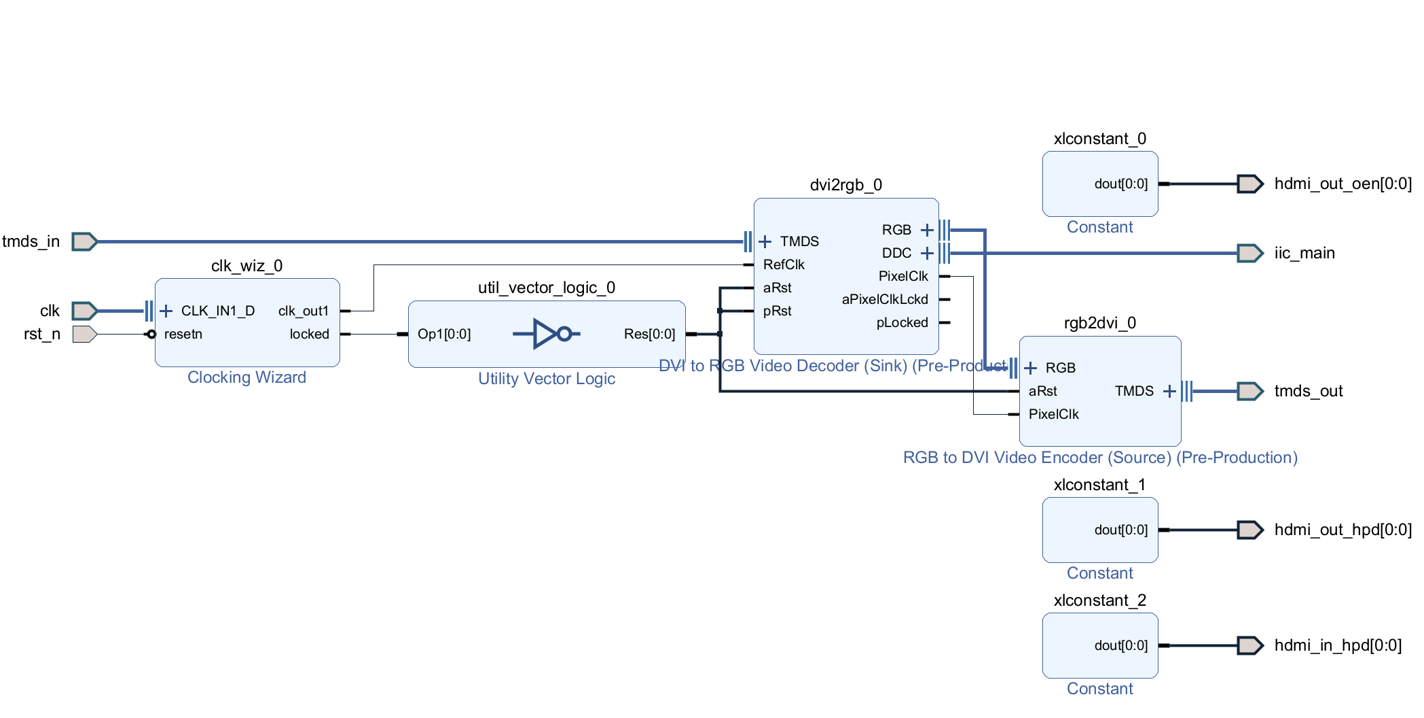 xlconstant_0
dout[0:0]
hdmi_out_oen[0:0]
Constant
dvi2rgb_0
tmds_in
TMDS
RefClk
aRst
pRst
RGB
DDC
PixelClk
aPixelClkLckd
pLocked
DVI to RGB Video Decoder (Sink) (Pre-Product
iic_main
clk_wiz_0
clk
rst_n
CLK_IN1_D
resetn
clk_out1
locked
Clocking Wizard
util_vector_logic_0
Op1[0:0]
Res[0:0]
Utility Vector Logic
rgb2dvi_0
RGB
aRst
PixelClk
TMDS
tmds_out
RGB to DVI Video Encoder (Source) (Pre-Production)
xlconstant_1
dout[0:0]
hdmi_out_hpd[0:0]
Constant
xlconstant_2
dout[0:0]
hdmi_in_hpd[0:0]
Constant